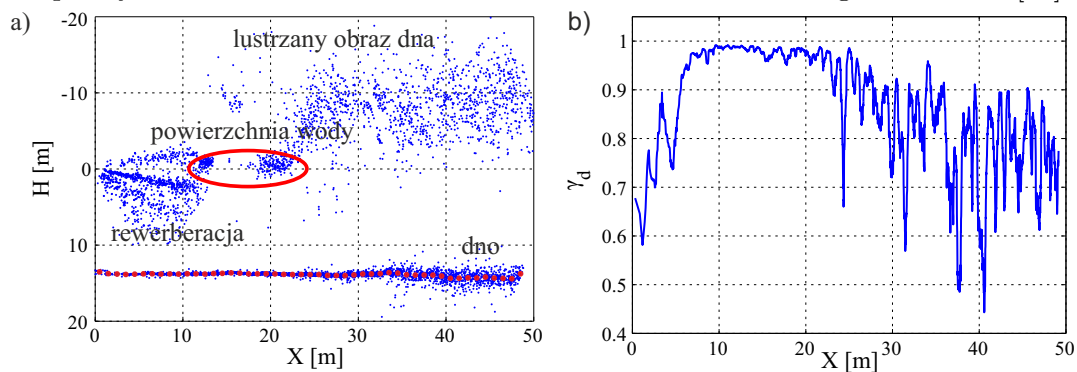 a)
-20
-10
0
10
20
H [m]
lustrzany obraz dna
powierzchnia wody
rewerberacja
dno
0
10
20
30
40
50
X [m]
b)
1
0.9
0.8
0.7
0.6
0.5
0.4
γd
0
10
20
30
40
50
X [m]